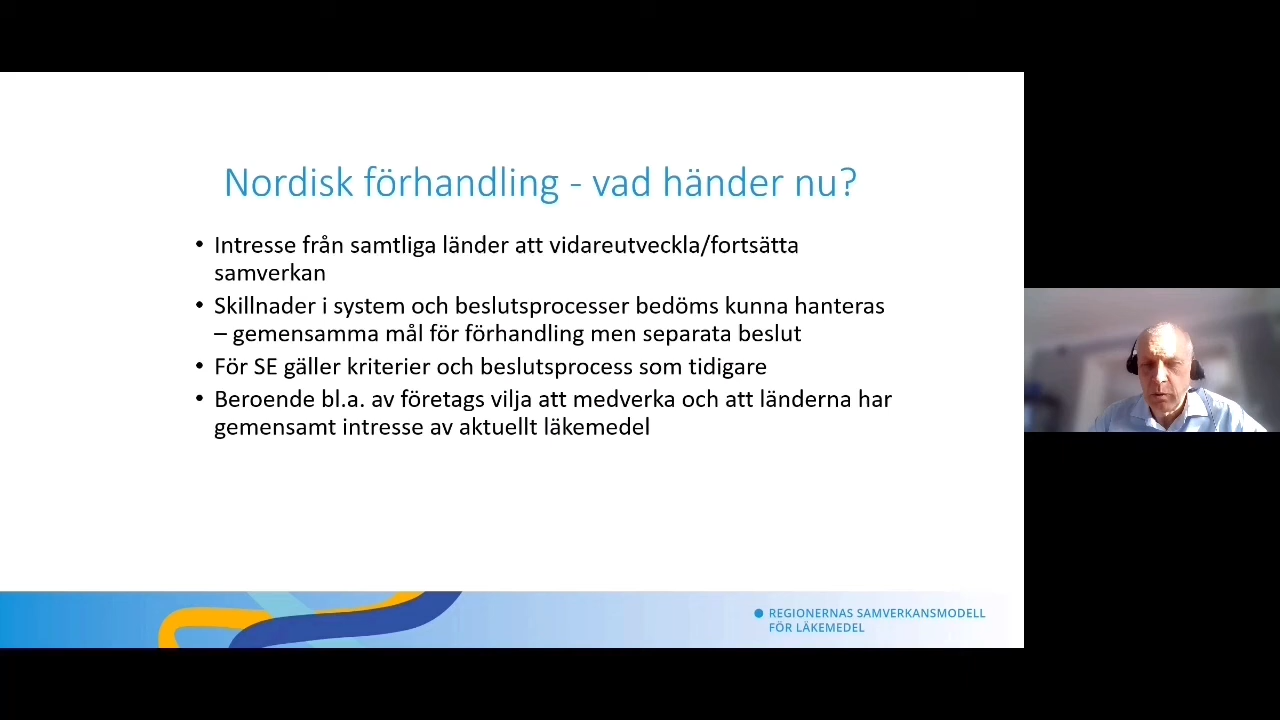 Nordisk förhandling - vad händer nu?
• Intresse från samtliga länder att vidareutveckla/fortsätta
samverkan
• Skillnader i system och beslutsprocesser bedöms kunna hanteras
– gemensamma mål för förhandling men separata beslut
• För SE gäller kriterier och beslutsprocess som tidigare
• Beroende bl.a. av företags vilja att medverka och att länderna har
gemensamt intresse av aktuellt läkemedel
REGIONERNAS SAMVERKANSMODELL
FÖR LÄKEMEDEL